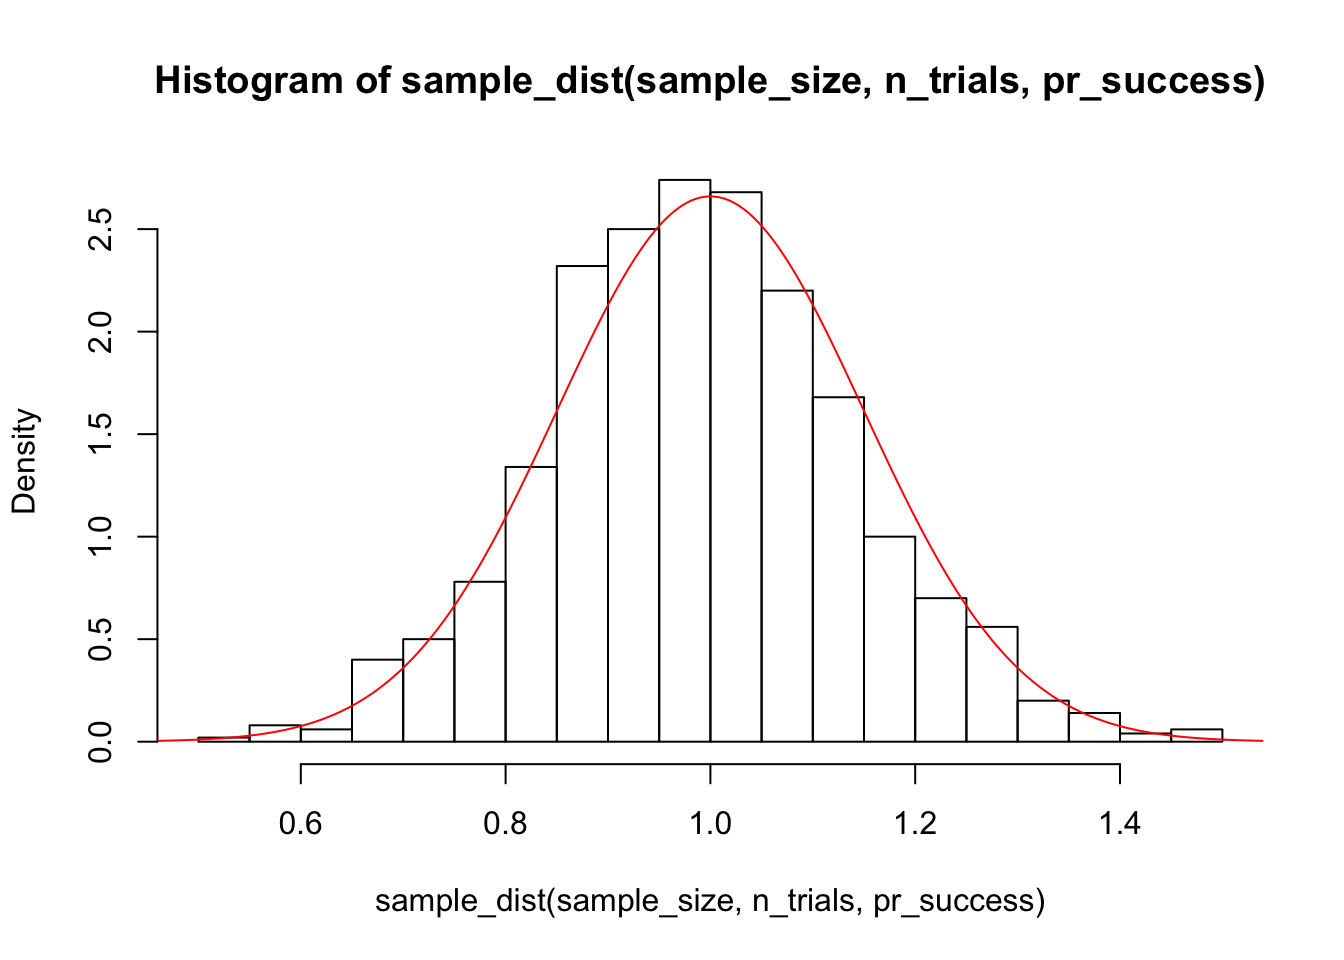 Histogram of sample_dist(sample_size, n_trials, pr_success)
Density
2.5
2.0
1.5
1.0
0.5
0.0
0.6 0.8 1.0 1.2 1.4
sample_dist(sample_size, n_trials, pr_success)